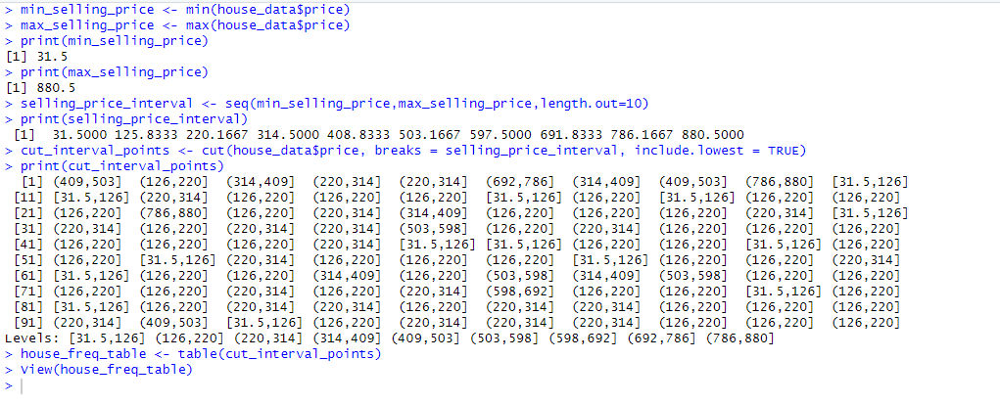 > min_selling_price <- min(house_data$price)
> max_selling_price <- max(house_data$price)
> print(min_selling_price)
[1] 31.5
> print(max_selling_price)
[1] 880.5
> selling_price_interval <- seq(min_selling_price,max_selling_price,length.out=10)
> print(selling_price_interval)
[1] 31.5000 125.8333 220.1667 314.5000 408.8333 503.1667 597.5000 691.8333 786.1667 880.5000
> cut_interval_points <- cut(house_data$price, breaks = selling_price_interval, include.lowest = TRUE)
> print(cut_interval_points)
[1] (409,503] (126,220] (314,409] (220,314] (220,314] (692,786] (314,409] (409,503] (786,880] [31.5,126]
[11] [31.5,126] (220,314] (126,220] (126,220] (126,220] [31.5,126] (126,220] [31.5,126] (126,220] (126,220]
[21] (126,220] (786,880] (126,220] (220,314] (314,409] (126,220] (126,220] (126,220] (220,314] [31.5,126]
[31] (220,314] (126,220] (220,314] (220,314] (503,598] (126,220] (220,314] (126,220] (126,220] (126,220]
[41] (126,220] (126,220] (126,220] (220,314] [31.5,126] [31.5,126] (126,220] (126,220] [31.5,126] (126,220]
[51] (126,220] [31.5,126] (220,314] (126,220] (126,220] (126,220] [31.5,126] (126,220] (126,220] (220,314]
[61] [31.5,126] (126,220] (126,220] (314,409] (126,220] (503,598] (314,409] (503,598] (126,220] (126,220]
[71] (126,220] (126,220] (220,314] (126,220] (220,314] (598,692] (126,220] (126,220] [31.5,126] (126,220]
[81] [31.5,126] (126,220] (220,314] (126,220] (220,314] (220,314] (220,314] (126,220] (126,220] (126,220]
[91] (220,314] (409,503] [31.5,126] (126,220] (220,314] (220,314] (126,220] (126,220] (126,220]
Levels: [31.5,126] (126,220] (220,314] (314,409] (409,503] (503,598] (598,692] (692,786] (786,880]
> house_freq_table <- table(cut_interval_points)
> View(house_freq_table)
>